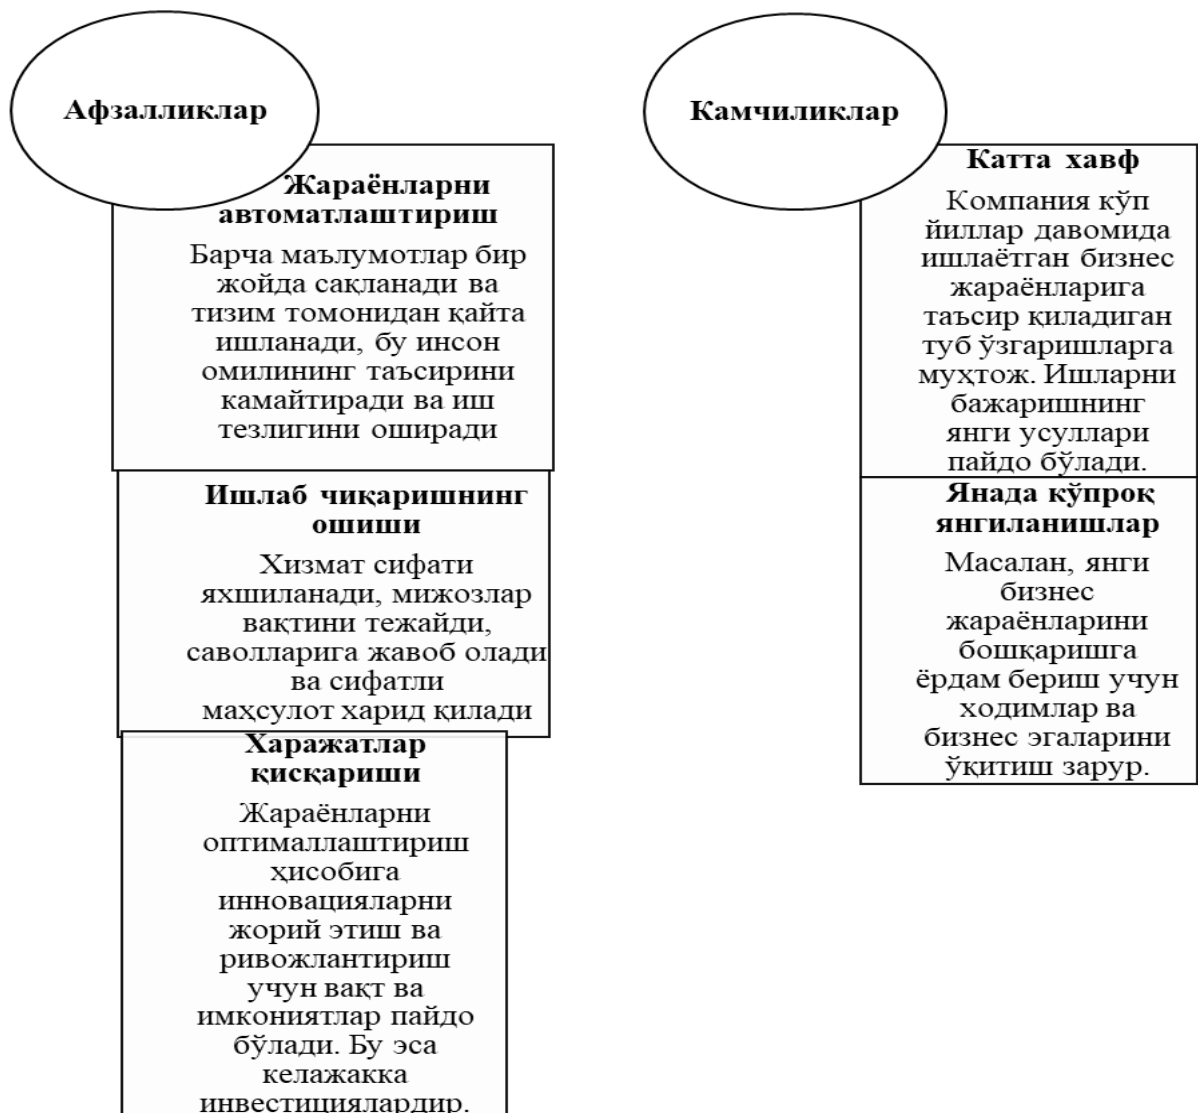 Афзалликлар
Жараёнларни
автоматлаштириш
Барча маълумотлар бир
жойда сақланади ва
тизим томонидан қайта
ишланади, бу инсон
омилининг таъсирини
камайтиради ва иш
тезлигини оширади
Ишлаб чиқаришнинг
ошиши
Хизмат сифати
яхшиланади, мижозлар
вақтини тежайди,
саволларига жавоб олади
ва сифатли
маҳсулот харид қилади
Харажатлар
қисқариши
Жараёнларни
оптималлаштириш
ҳисобига
инновацияларни
жорий этиш ва
ривожлантириш
учун вақт ва
имкониятлар пайдо
бўлади. Бу эса
келажакка
инвестициялардир.
Камчиликлар
Катта хавф
Компания кўп
йиллар давомида
ишлаётган бизнес
жараёнларига
таъсир қиладиган
туб ўзгаришларга
муҳтож. Ишларни
бажаришнинг
янги усуллари
пайдо бўлади.
Янада кўпроқ
янгиланишлар
Масалан, янги
бизнес
жараёнларини
бошқаришга
ёрдам бериш учун
ходимлар ва
бизнес эгаларини
ўқитиш зарур.